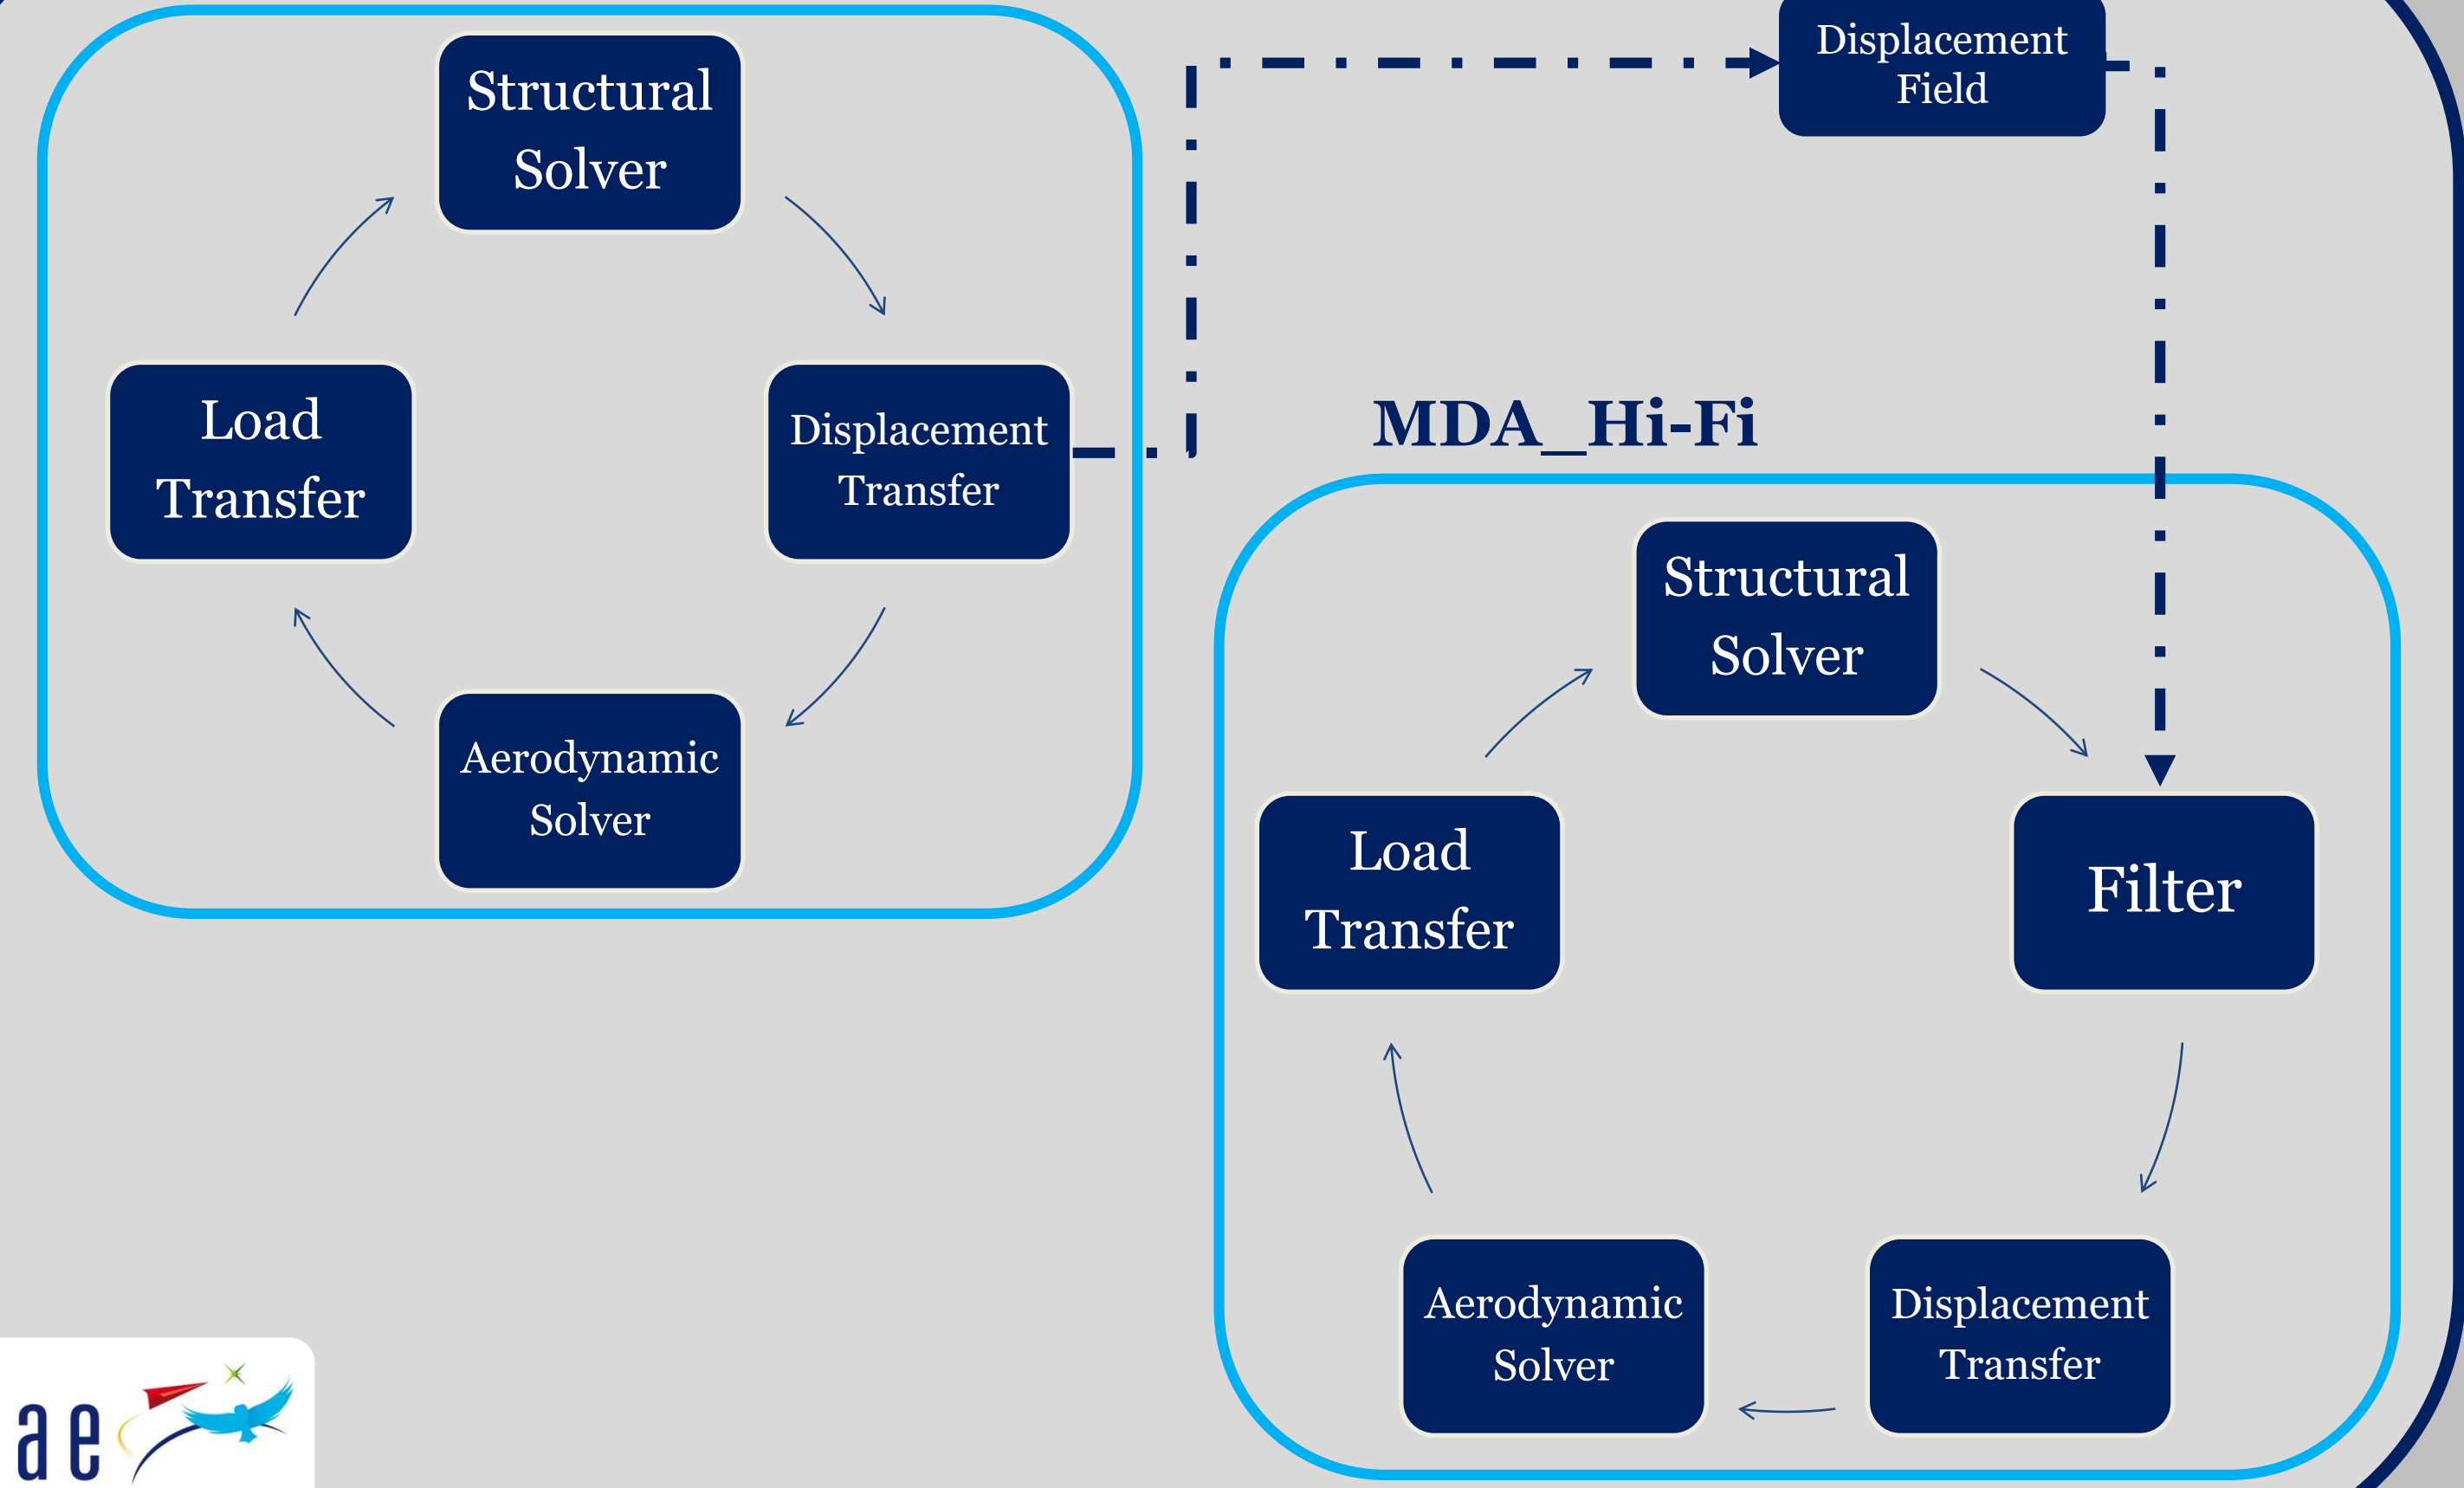 Structural
Solver
Load
Transfer
Displacement
Transfer
Aerodynamic
Solver
Displacement
Field
MDA_Hi-Fi
Structural
Solver
Load
Transfer
Filter
Aerodynamic
Solver
Displacement
Transfer
ae